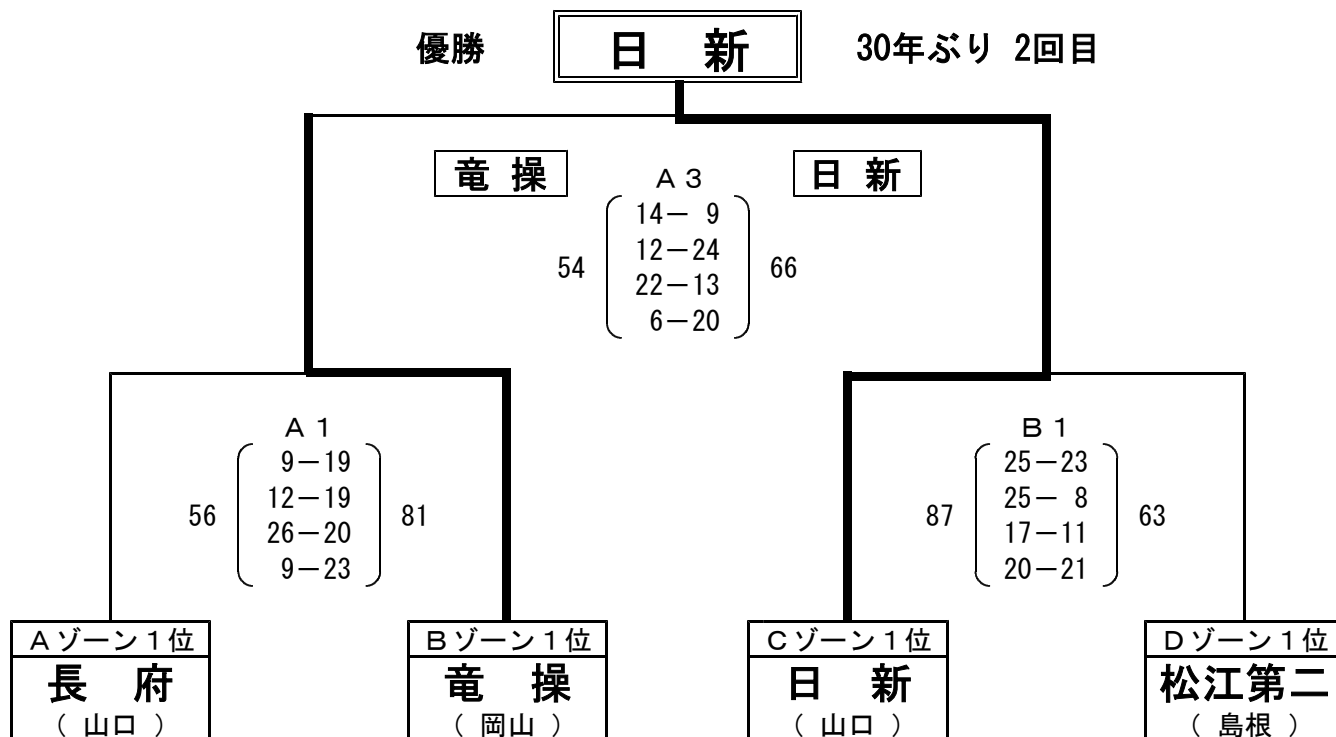 優勝 日 新 30年ぶり 2回目
竜 操 日 新
A 3
14- 9
12-24
54 66
22-13
6-20
A 1 B 1
9-19 25-23
12-19 25- 8
56 81 87 63
26-20 17-11
9-23 20-21
Aゾーン1位 Bゾーン1位 Cゾーン1位 Dゾーン1位
長 府 竜 操 日 新 松江第二
( 山口 ) ( 岡山 ) ( 山口 ) ( 島根 )